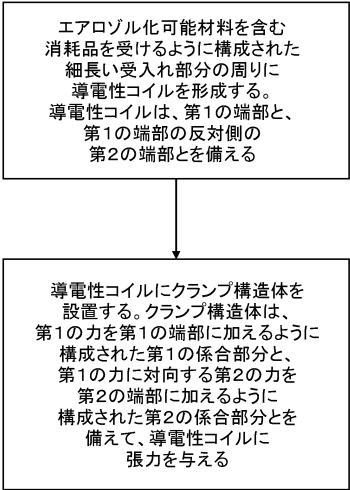 エアロゾル化可能材料を含む
消耗品を受けるように構成された
細長い受入れ部分の周りに
導電性コイルを形成する。
導電性コイルは、第1の端部と、
第1の端部の反対側の
第2の端部とを備える
導電性コイルにクランプ構造体を
設置する。クランプ構造体は、
第1の力を第1の端部に加えるように
構成された第1の係合部分と、
第1の力に対向する第2の力を
第2の端部に加えるように
構成された第2の係合部分とを
備えて、導電性コイルに
張力を与える